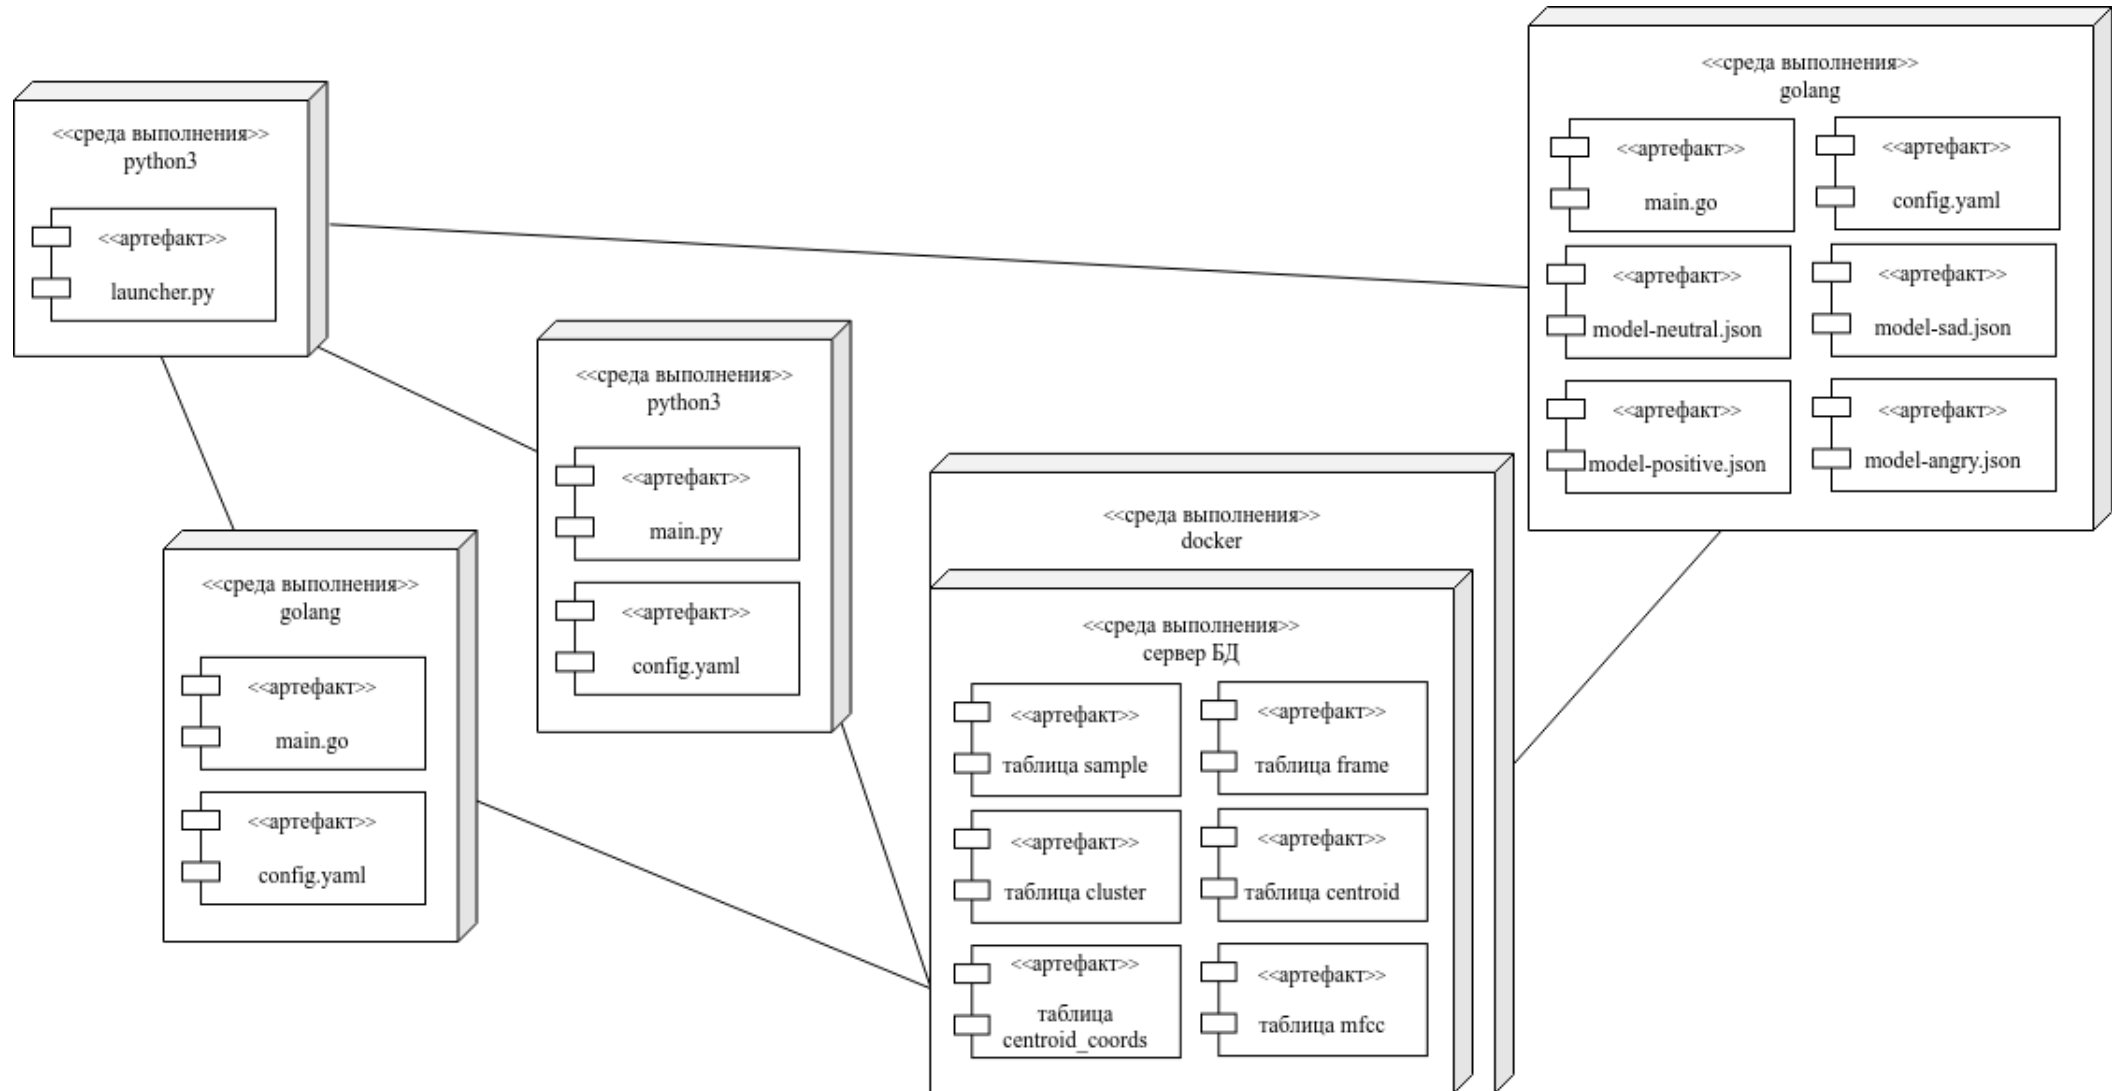 <<среда выполнения>>
python3
<<артефакт>>
launcher.py
<<среда выполнения>>
golang
<<артефакт>>
main.go
<<артефакт>>
config.yaml
<<среда выполнения>>
python3
<<артефакт>>
main.py
<<артефакт>>
config.yaml
<<среда выполнения>>
docker
<<среда выполнения>>
сервер БД
<<артефакт>>
таблица sample
<<артефакт>>
таблица frame
<<артефакт>>
таблица cluster
<<артефакт>>
таблица centroid
<<артефакт>>
таблица
centroid_coords
<<артефакт>>
таблица mfcc
<<среда выполнения>>
golang
<<артефакт>>
main.go
<<артефакт>>
config.yaml
<<артефакт>>
model-neutral.json
<<артефакт>>
model-sad.json
<<артефакт>>
model-positive.json
<<артефакт>>
model-angry.json